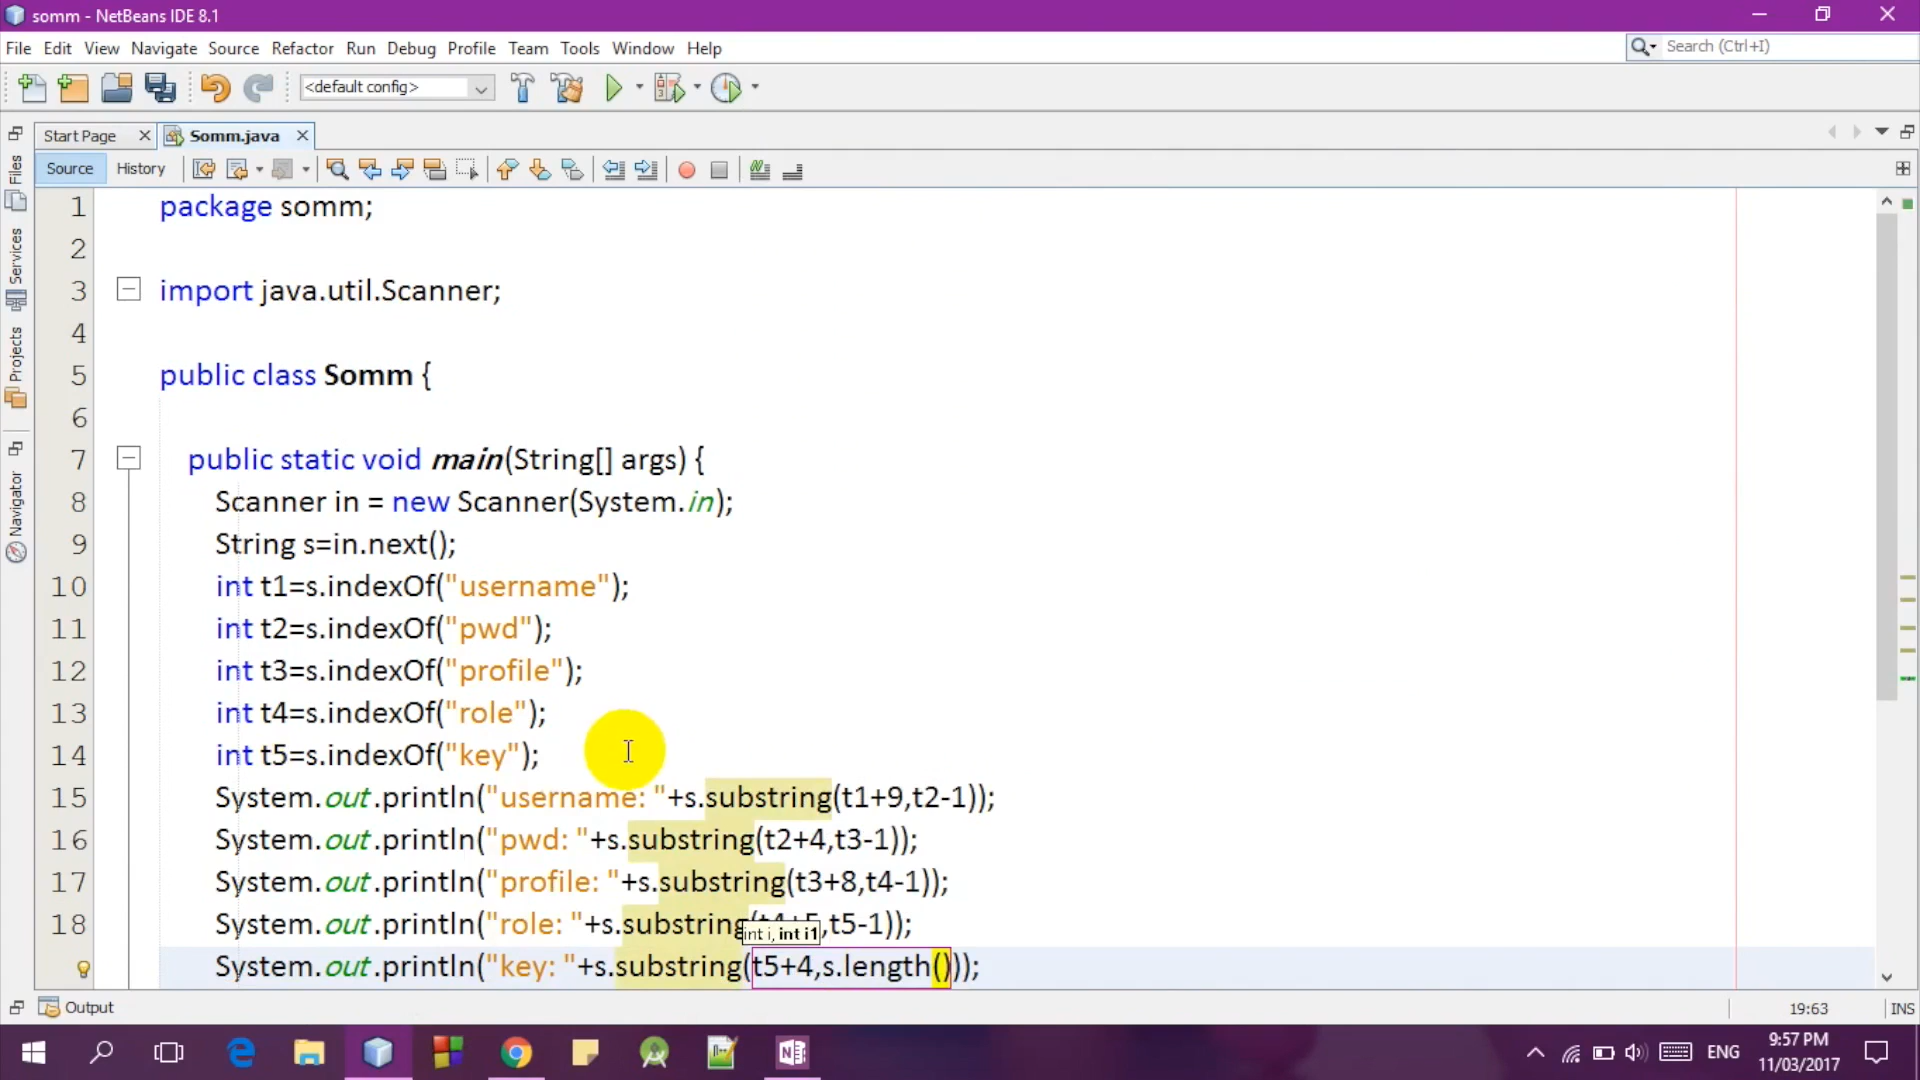 somm - NetBeans IDE 8.1
File Edit View Navigate Source Refactor Run Debug Profile Team Tools Window Help
Search (Ctrl+I)
<default config>
Start Page
Somm.java
Source History
Files
Services
Projects
Navigator
1 package somm;
2
3 import java.util.Scanner;
4
5 public class Somm {
6
7 public static void main(String[] args) {
8 Scanner in = new Scanner(System.in);
9 String s=in.next();
10 int t1=s.indexOf("username");
11 int t2=s.indexOf("pwd");
12 int t3=s.indexOf("profile");
13 int t4=s.indexOf("role");
14 int t5=s.indexOf("key");
15 System.out.println("username: "+s.substring(t1+9,t2-1));
16 System.out.println("pwd: "+s.substring(t2+4,t3-1));
17 System.out.println("profile: "+s.substring(t3+8,t4-1));
18 System.out.println("role: "+s.substring(t4+5,t5-1));
int i, int i1
System.out.println("key: "+s.substring(t5+4,s.length()));
Output
19:63 INS
ENG
9:57 PM
11/03/2017